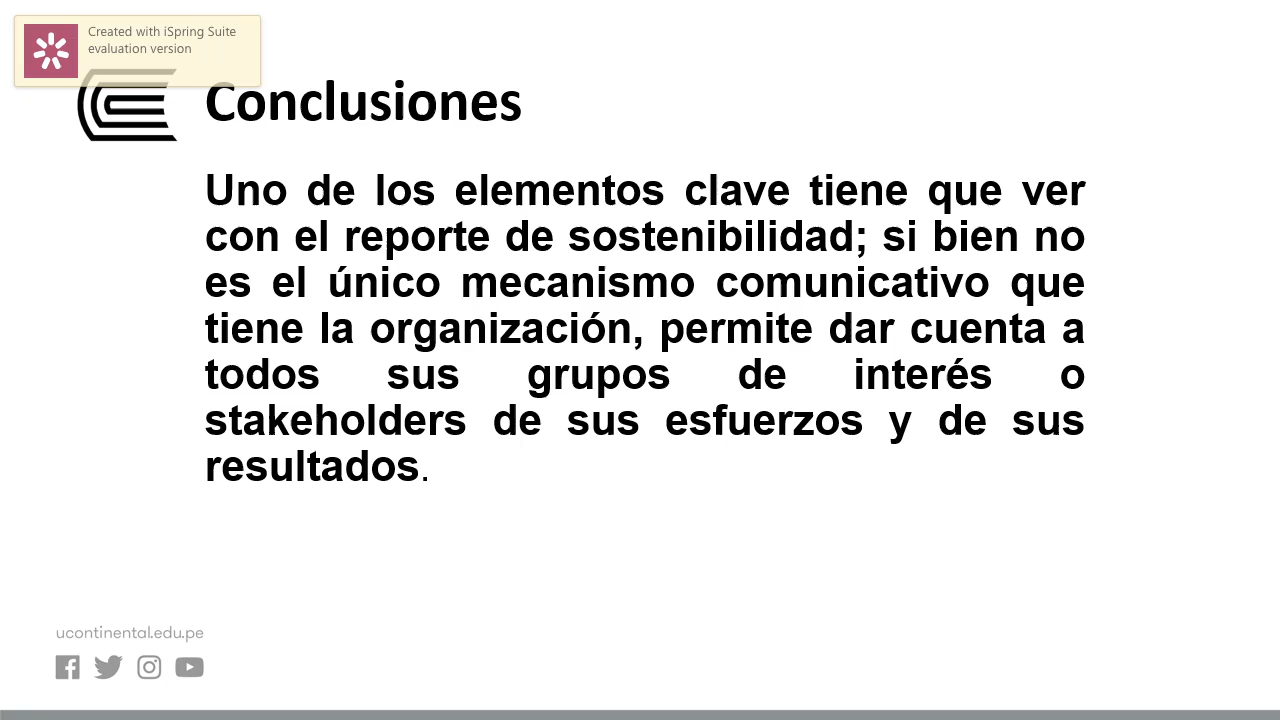 Created with iSpring Suite
evaluation version
Conclusiones
Uno de los elementos clave tiene que ver
con el reporte de sostenibilidad; si bien no
es el único mecanismo comunicativo que
tiene la organización, permite dar cuenta a
todos sus grupos de interés o
stakeholders de sus esfuerzos y de sus
resultados.
ucontinental.edu.pe